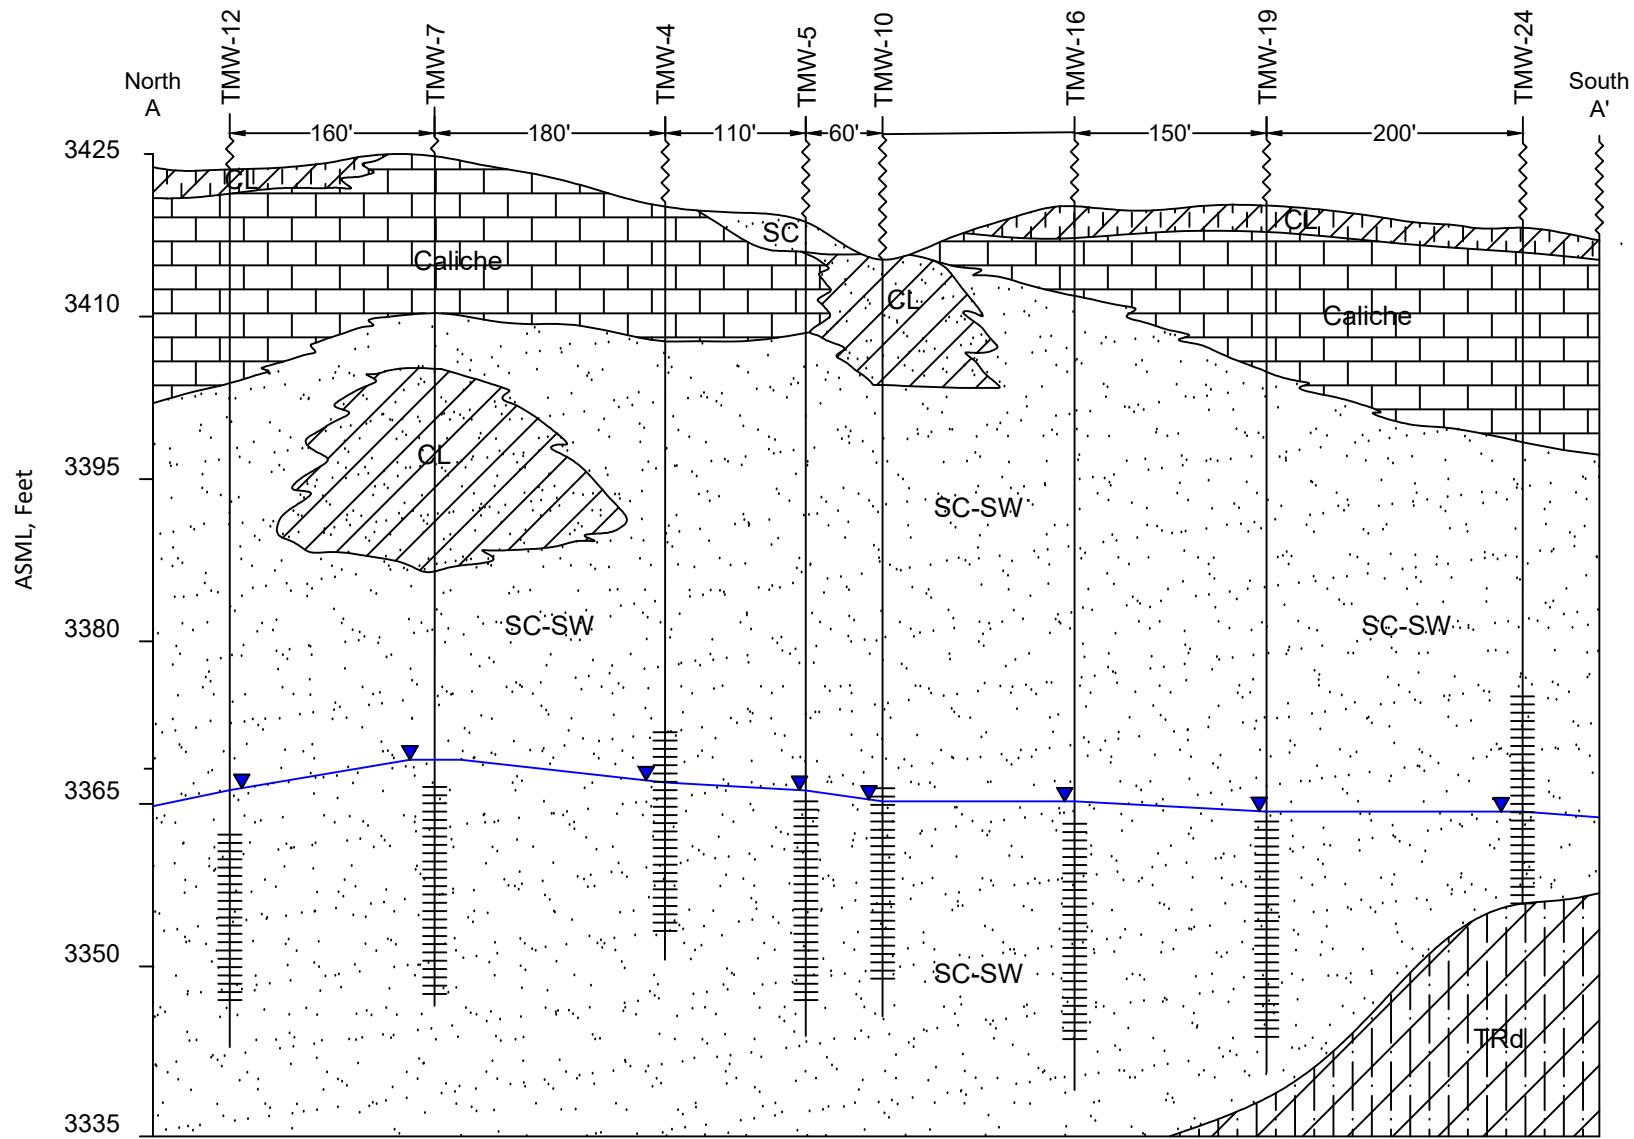 TMW-12
TMW-7
TMW-4
TMW-5
TMW-10
TMW-16
TMW-19
TMW-24
North
A
South
A'
160'
180'
110'
60'
150'
200'
3425
3410
3395
3380
3365
3350
3335
ASML, Feet
CL
SC
CL
Caliche
CL
Caliche
CL
SC-SW
SC-SW
SC-SW
SC-SW
TRd